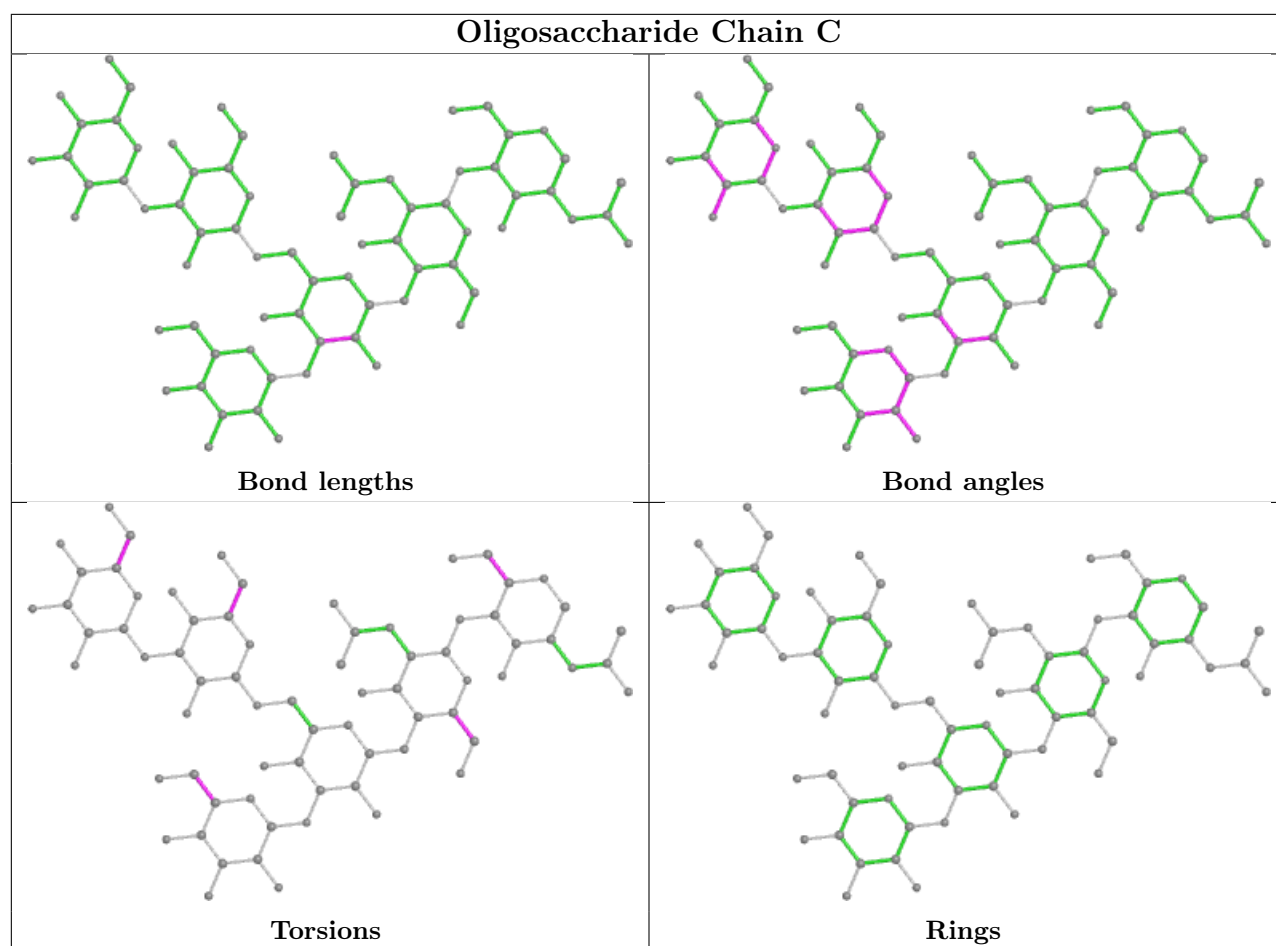 Oligosaccharide Chain C
Bond lengths
Bond angles
Torsions
Rings